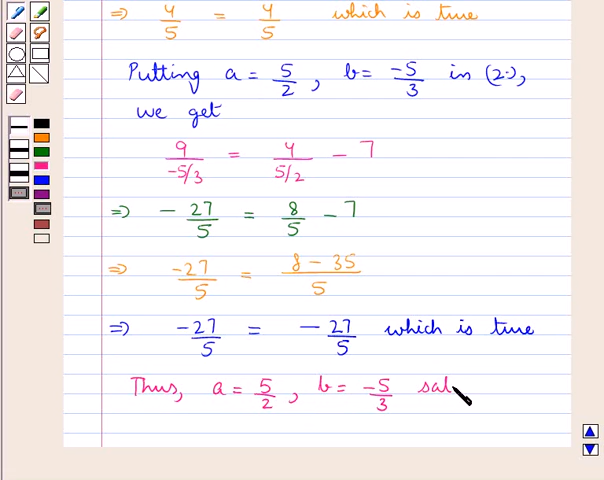 ⇒ 4/5 = 4/5 which is true
Putting a = 5/2, b = -5/3 in (2.),
we get
9/(-5/3) = 4/(5/2) - 7
⇒ -27/5 = 8/5 - 7
⇒ -27/5 = (8 - 35)/5
⇒ -27/5 = -27/5 which is true
Thus, a = 5/2, b = -5/3 sat